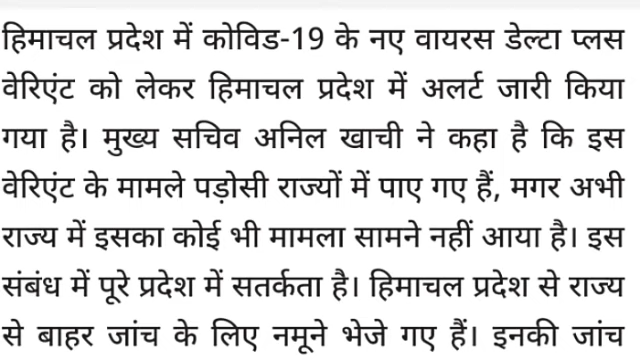 हिमाचल प्रदेश में कोविड-19 के नए वायरस डेल्टा प्लस
वेरिएंट को लेकर हिमाचल प्रदेश में अलर्ट जारी किया
गया है। मुख्य सचिव अनिल खाची ने कहा है कि इस
वेरिएंट के मामले पड़ोसी राज्यों में पाए गए हैं, मगर अभी
राज्य में इसका कोई भी मामला सामने नहीं आया है। इस
संबंध में पूरे प्रदेश में सतर्कता है। हिमाचल प्रदेश से राज्य
से बाहर जांच के लिए नमूने भेजे गए हैं। इनकी जांच